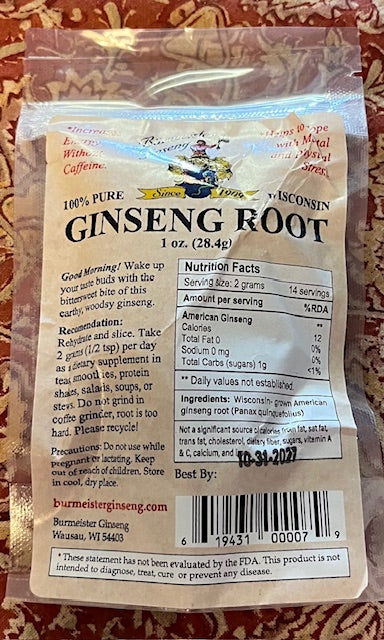 *Increase
Energy
Without
Caffeine.
Burmeister
Ginseng
Since 1986
*Helps to cope
with Mental
and Physical
Stress.
100% PURE WISCONSIN
GINSENG ROOT
1 oz. (28.4g)
Good Morning! Wake up
your taste buds with the
bittersweet bite of this
earthy, woodsy ginseng.
Recomendation:
Rehydrate and slice. Take
2 grams (1/2 tsp) per day
as dietary supplement in
teas, smoothies, protein
shakes, salads, soups, or
stews. Do not grind in
coffee grinder, root is too
hard. Please recycle!
Precautions: Do not use while
pregnant or lactating. Keep
out of reach of children. Store
in cool, dry place.
burmeisterginseng.com
Burmeister Ginseng
Wausau, WI 54403
Nutrition Facts
Serving size: 2 grams 14 servings
Amount per serving %RDA
American Ginseng **
Calories 12
Total Fat 0 0%
Sodium 0 mg 0%
Total Carbs (sugars) 1g <1%
** Daily values not established.
Ingredients: Wisconsin-grown American
ginseng root (Panax quinquefolius)
Not a significant source of calories from fat, sat fat,
trans fat, cholesterol, dietary fiber, sugars, vitamin A
& C, calcium, and
10-31-2027
Best By:
6 19431 00007 9
*These statement has not been evaluated by the FDA. This product is not
intended to diagnose, treat, cure or prevent any disease.